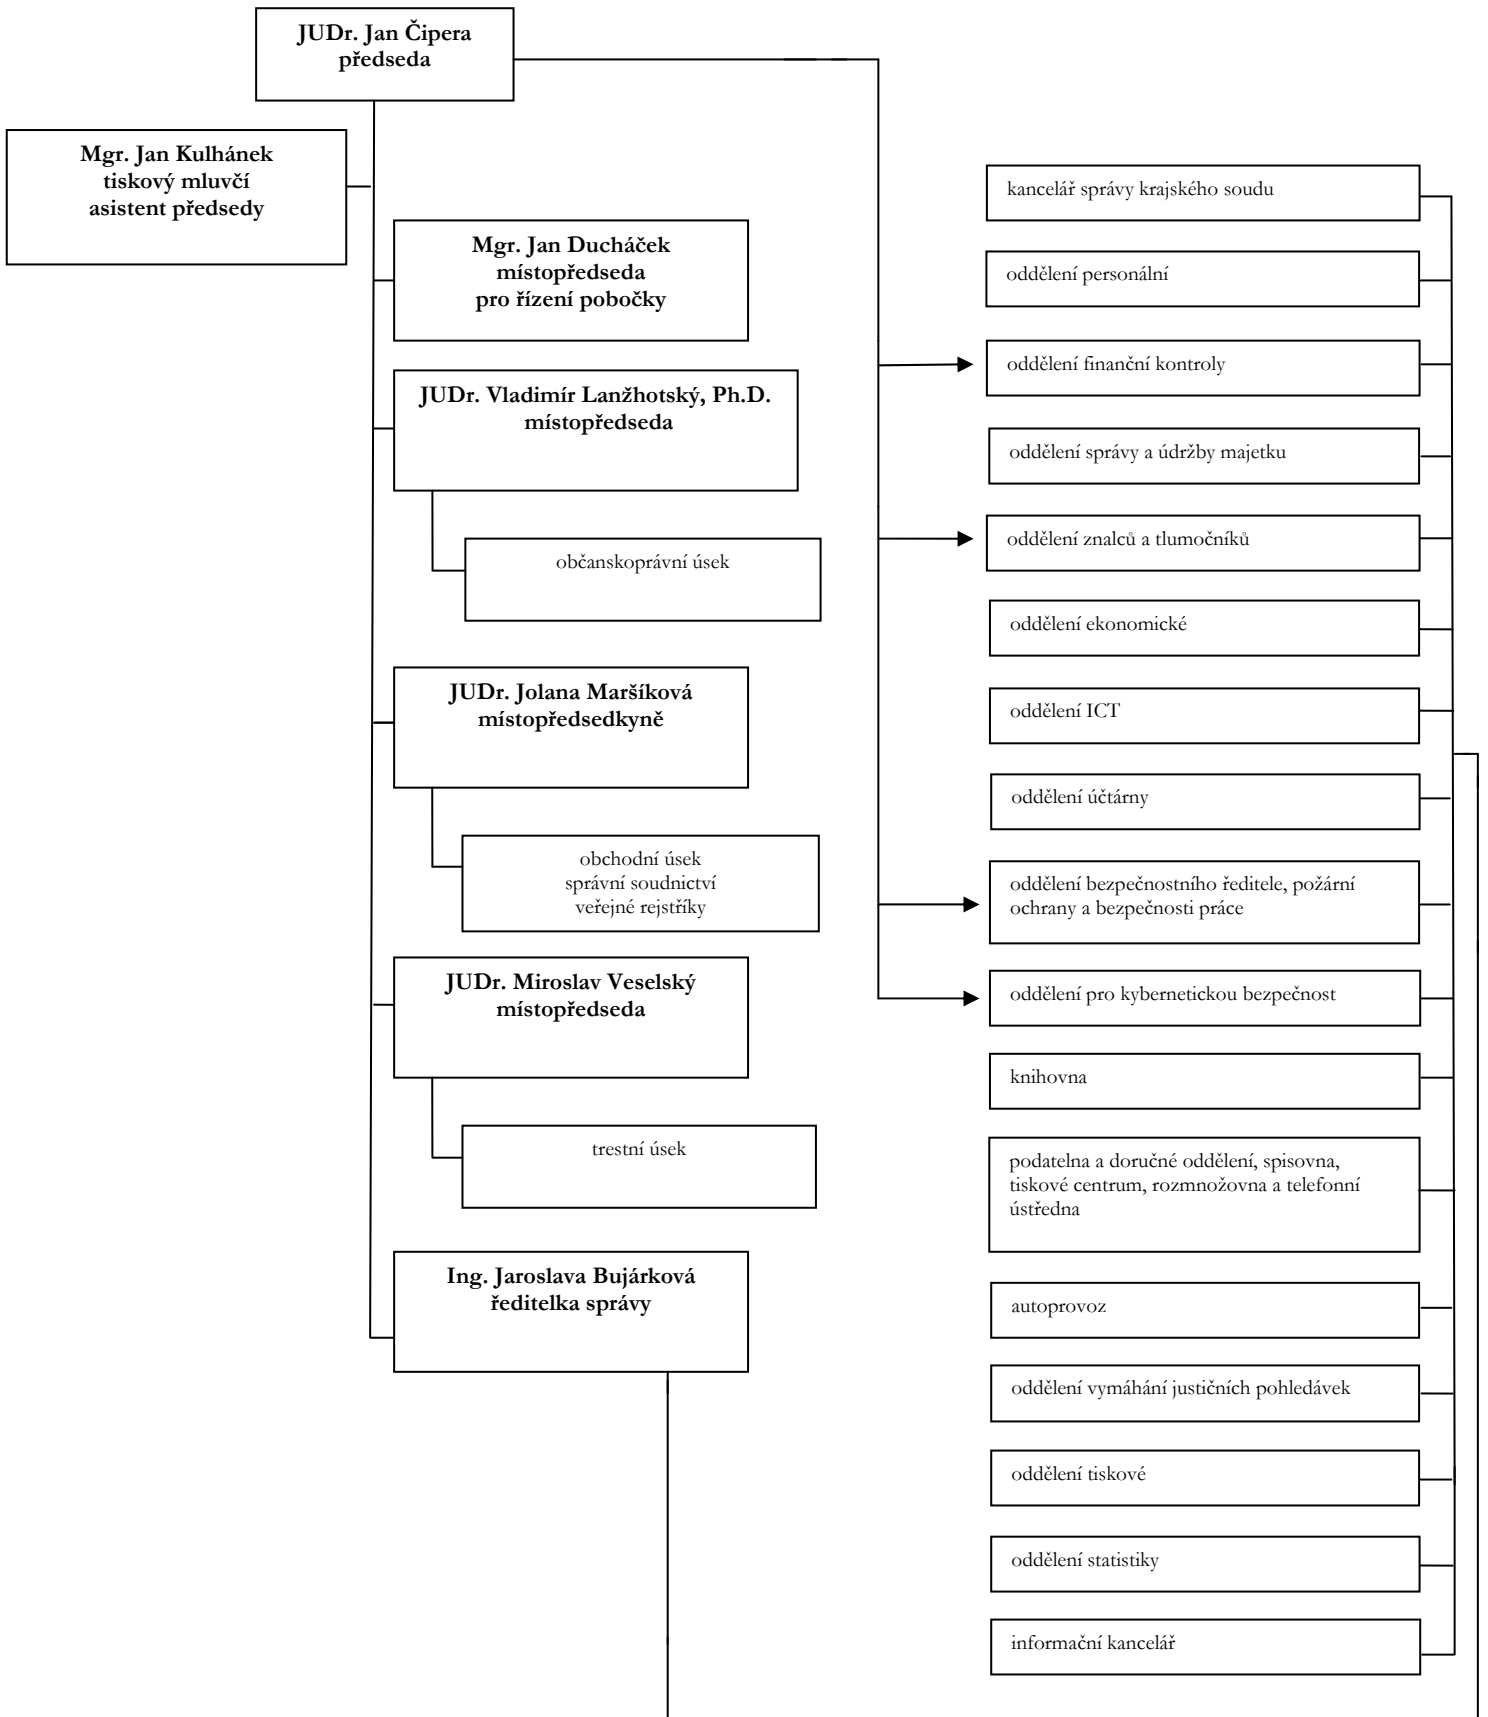 JUDr. Jan Čipera
předseda
Mgr. Jan Kulhánek
tiskový mluvčí
asistent předsedy
Mgr. Jan Ducháček
místopředseda
pro řízení pobočky
JUDr. Vladimír Lanžhotský, Ph.D.
místopředseda
občanskoprávní úsek
JUDr. Jolana Maršíková
místopředsedkyně
obchodní úsek
správní soudnictví
veřejné rejstříky
JUDr. Miroslav Veselský
místopředseda
trestní úsek
Ing. Jaroslava Bujárková
ředitelka správy
kancelář správy krajského soudu
oddělení personální
oddělení finanční kontroly
oddělení správy a údržby majetku
oddělení znalců a tlumočníků
oddělení ekonomické
oddělení ICT
oddělení účtárny
oddělení bezpečnostního ředitele, požární
ochrany a bezpečnosti práce
oddělení pro kybernetickou bezpečnost
knihovna
podatelna a doručné oddělení, spisovna,
tiskové centrum, rozmnožovna a telefonní
ústředna
autoprovoz
oddělení vymáhání justičních pohledávek
oddělení tiskové
oddělení statistiky
informační kancelář